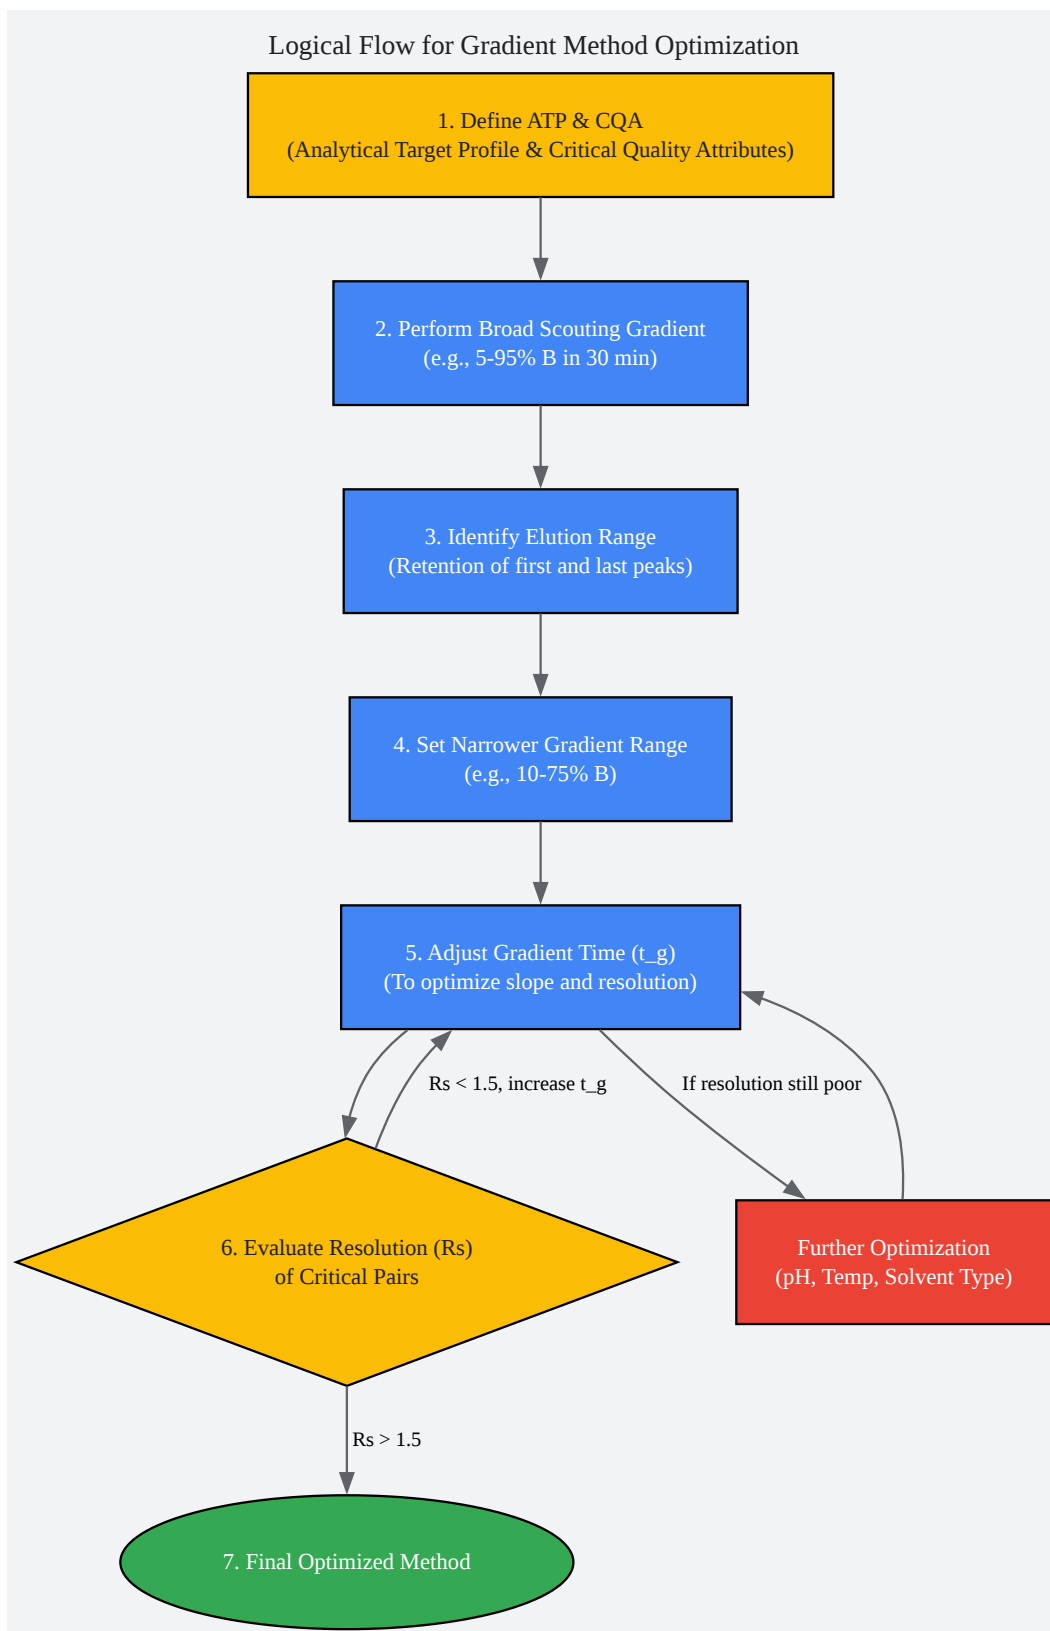 Logical Flow for Gradient Method Optimization
1. Define ATP & CQA
(Analytical Target Profile & Critical Quality Attributes)
2. Perform Broad Scouting Gradient
(e.g., 5-95% B in 30 min)
3. Identify Elution Range
(Retention of first and last peaks)
4. Set Narrower Gradient Range
(e.g., 10-75% B)
5. Adjust Gradient Time (t_g)
(To optimize slope and resolution)
Rs < 1.5, increase t_g
If resolution still poor
6. Evaluate Resolution (Rs)
of Critical Pairs
Further Optimization
(pH, Temp, Solvent Type)
Rs > 1.5
7. Final Optimized Method